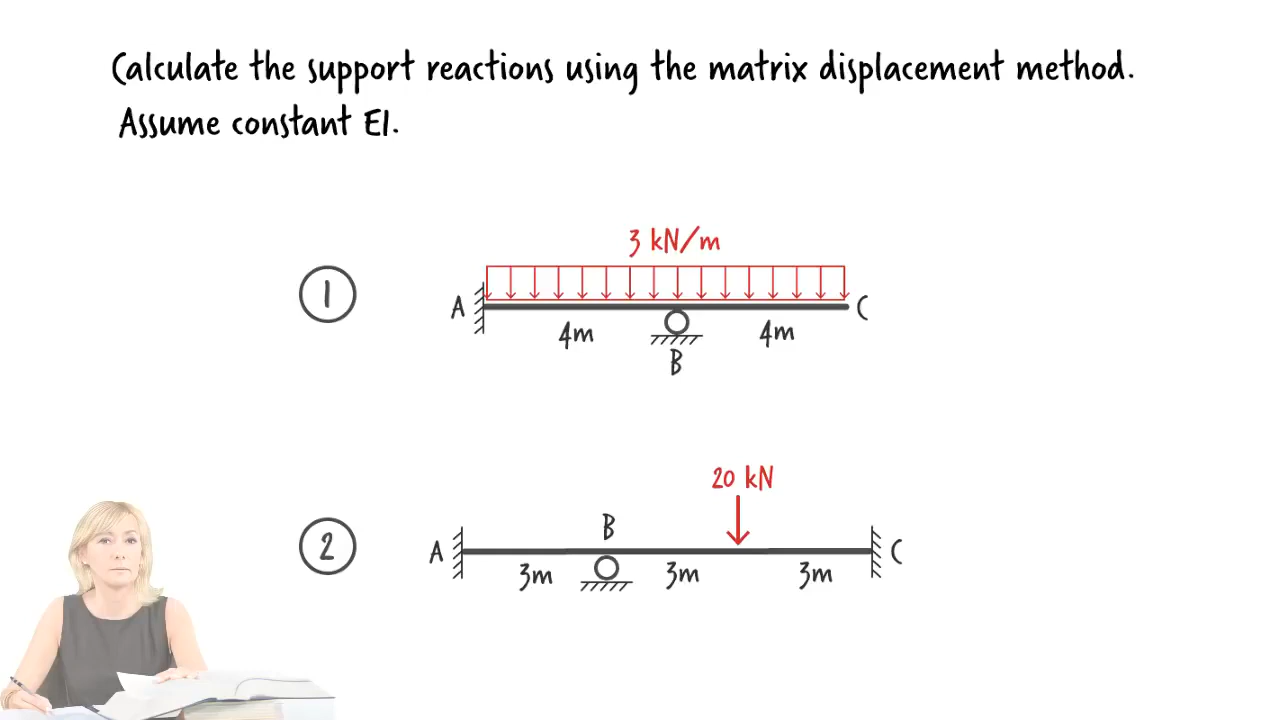 Calculate the support reactions using the matrix displacement method.
Assume constant EI.
3 kN/m
1
A
C
4m
4m
B
20 kN
2
B
A
C
3m
3m
3m